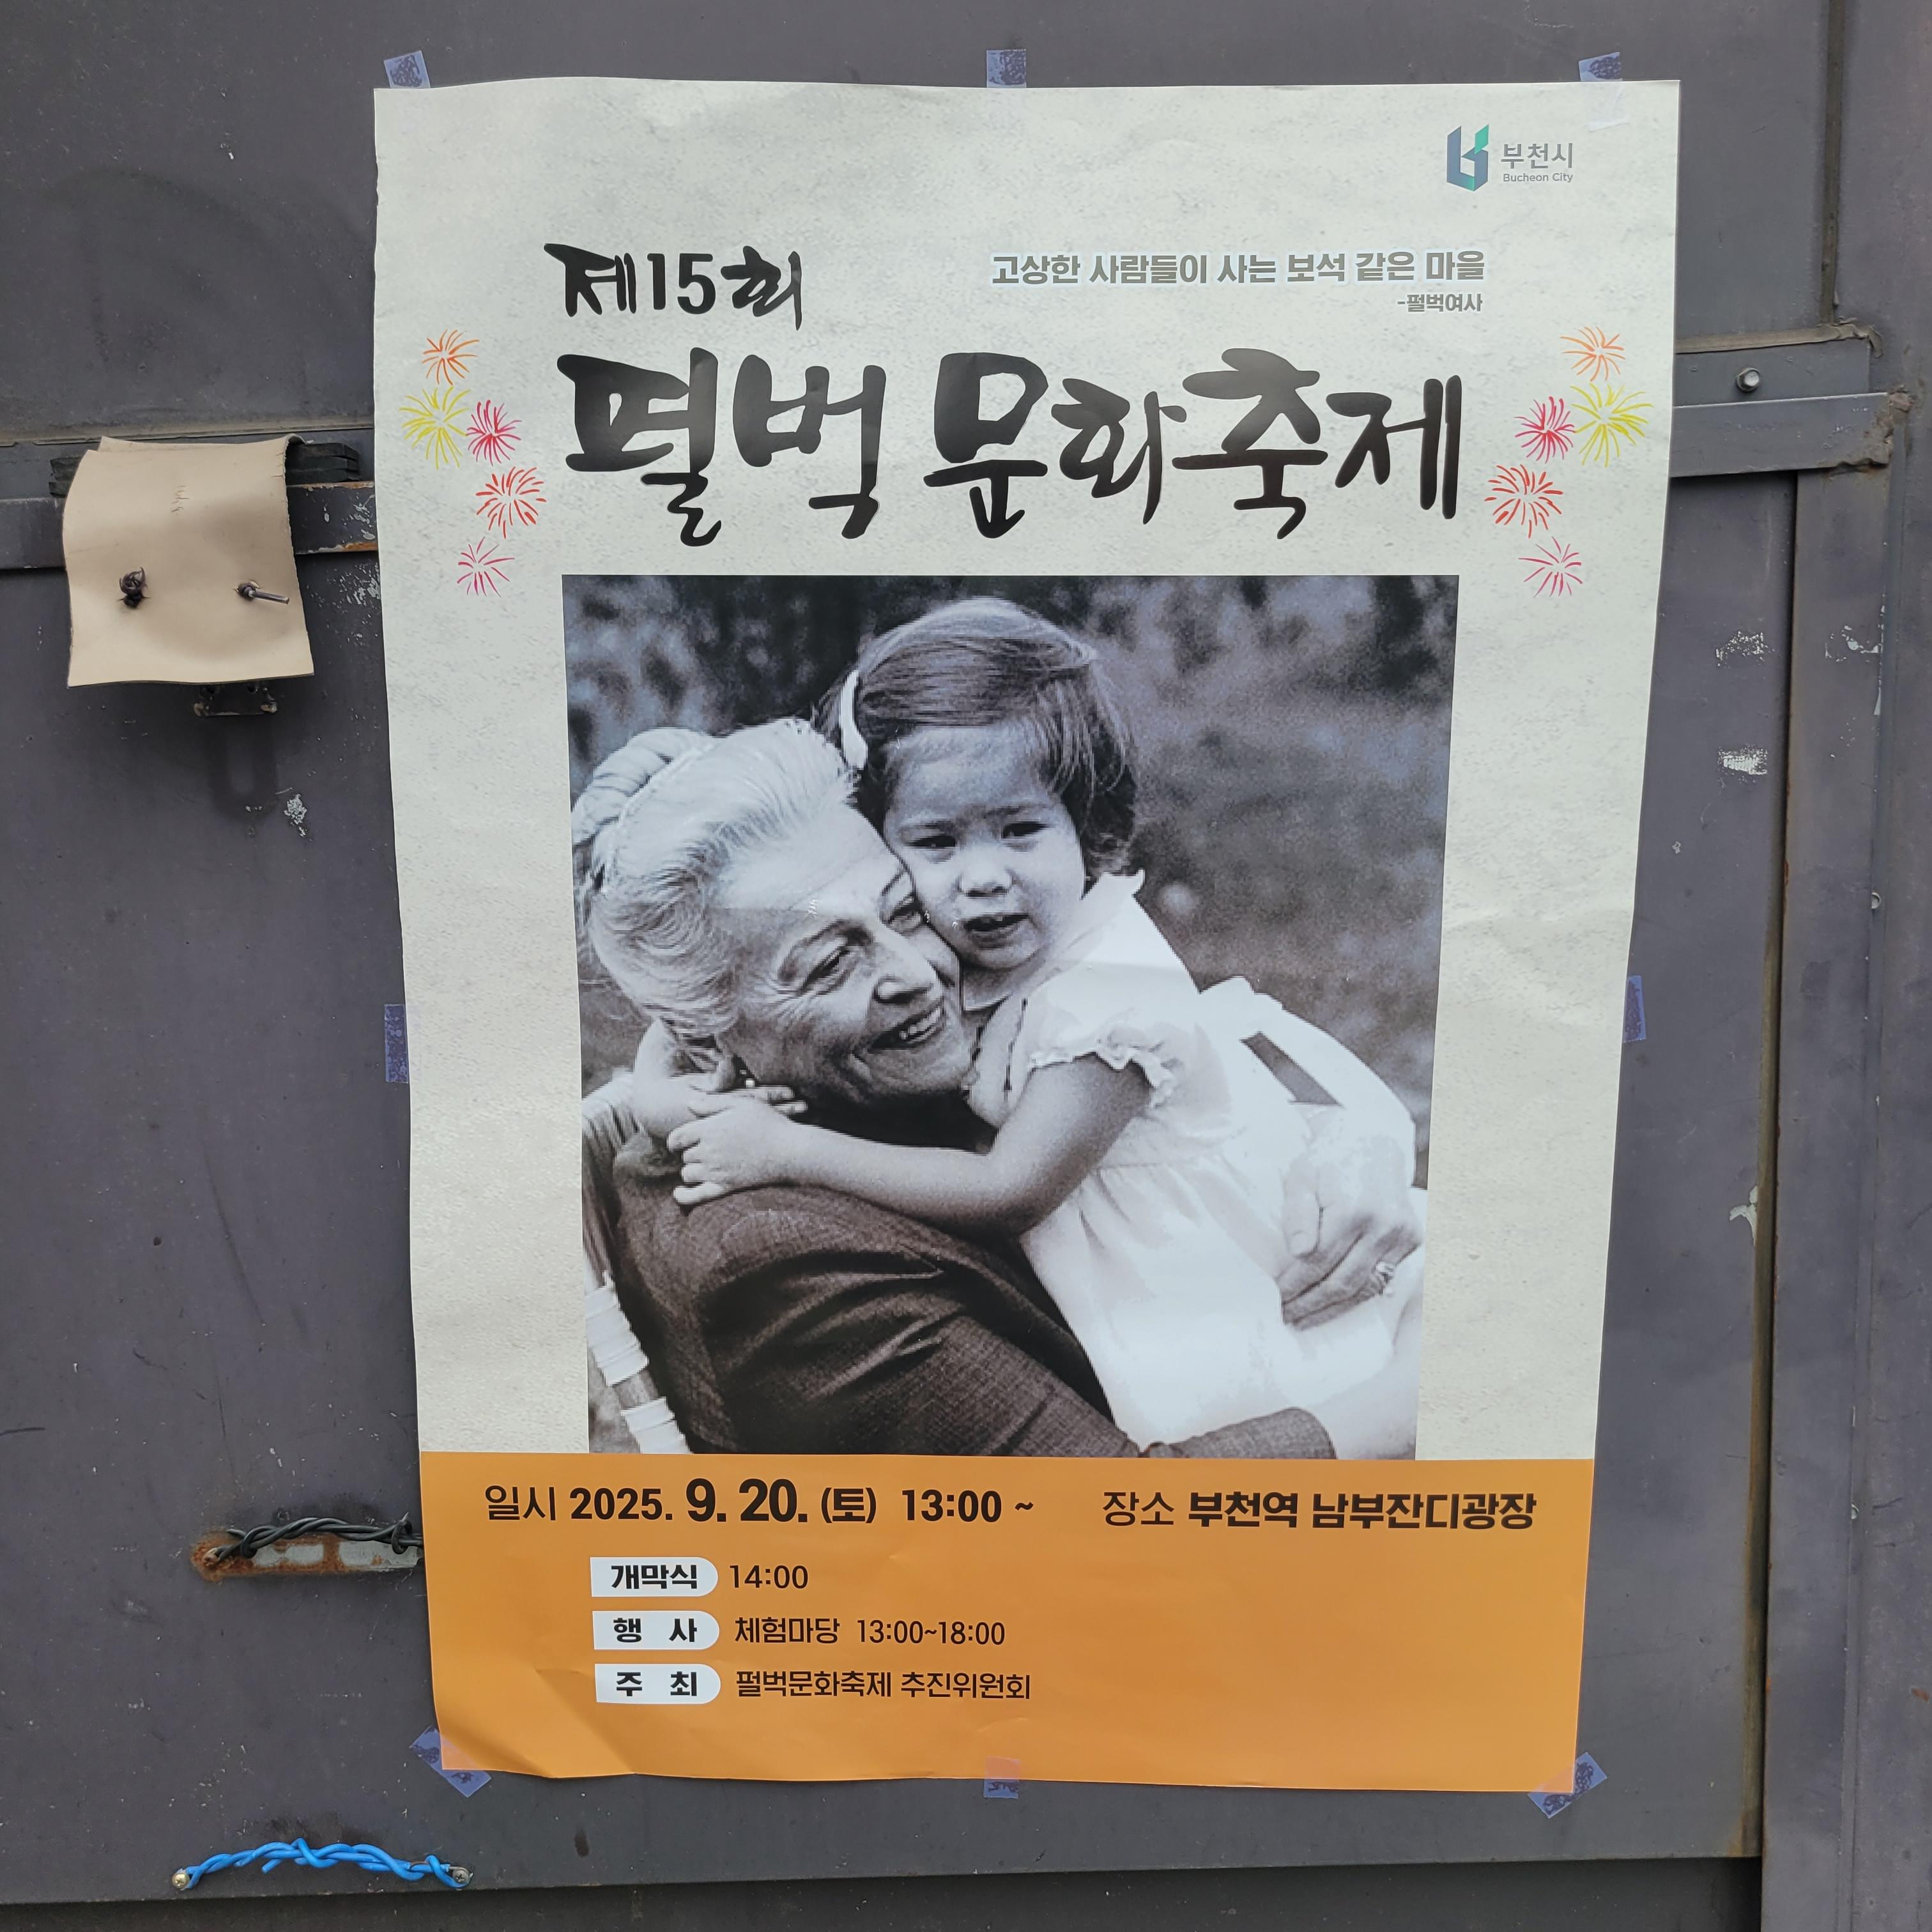 부천시
Bucheon City
제15회
고상한 사람들이 사는 보석 같은 마을
-펄벅여사
펄벅 문화축제
일시 2025. 9. 20. (토) 13:00 ~ 장소 부천역 남부잔디광장
개막식 14:00
행 사 체험마당 13:00~18:00
주 최 펄벅문화축제 추진위원회